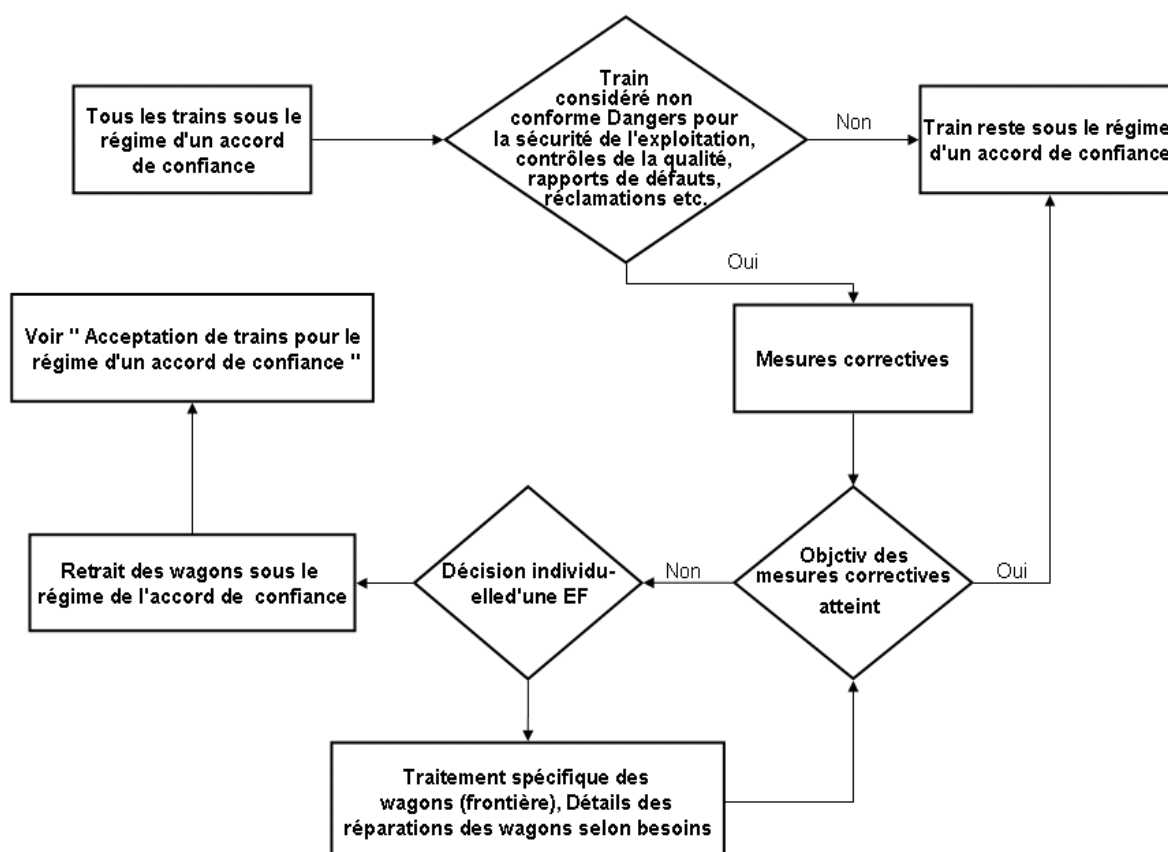 Tous les trains sous le
régime d'un accord
de confiance
Train
considéré non
conforme Dangers pour
la sécurité de l'exploitation,
contrôles de la qualité,
rapports de défauts,
réclamations etc.
Non
Train reste sous le régime
d'un accord de confiance
Oui
Mesures correctives
Voir " Acceptation de trains pour le
régime d'un accord de confiance "
Objctiv des
mesures correctives
atteint
Oui
Non
Décision individu-
elled'une EF
Retrait des wagons sous le
régime de l'accord de confiance
Traitement spécifique des
wagons (frontière), Détails des
réparations des wagons selon besoins